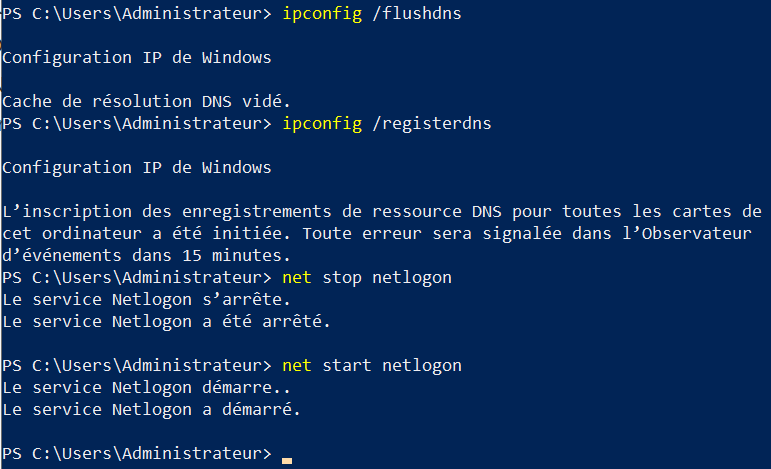 PS C:\Users\Administrateur> ipconfig /flushdns
Configuration IP de Windows
Cache de résolution DNS vidé.
PS C:\Users\Administrateur> ipconfig /registerdns
Configuration IP de Windows
L’inscription des enregistrements de ressource DNS pour toutes les cartes de
cet ordinateur a été initiée. Toute erreur sera signalée dans l’Observateur
d’événements dans 15 minutes.
PS C:\Users\Administrateur> net stop netlogon
Le service Netlogon s’arrête.
Le service Netlogon a été arrêté.
PS C:\Users\Administrateur> net start netlogon
Le service Netlogon démarre..
Le service Netlogon a démarré.
PS C:\Users\Administrateur>